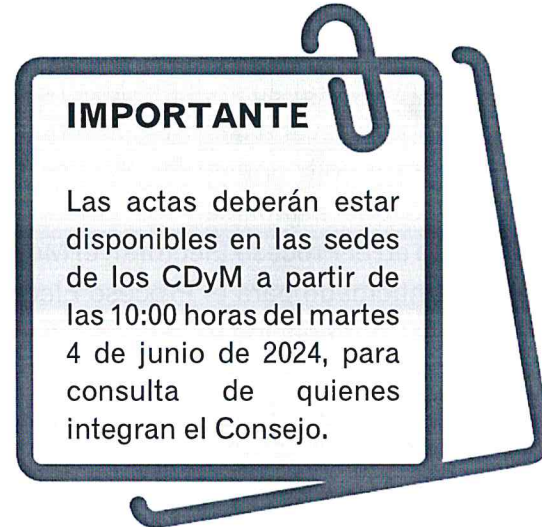 IMPORTANTE
Las actas deberán estar
disponibles en las sedes
de los CDyM a partir de
las 10:00 horas del martes
4 de junio de 2024, para
consulta de quienes
integran el Consejo.